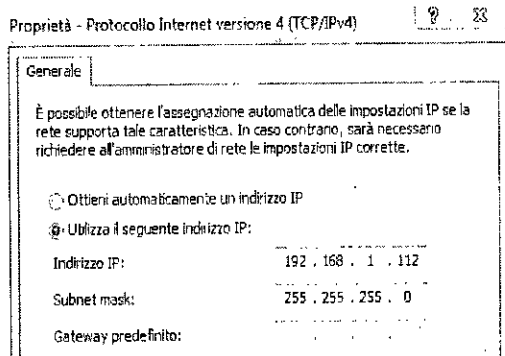 Proprietà - Protocollo Internet versione 4 (TCP/IPv4)
Generale
È possibile ottenere l'assegnazione automatica delle impostazioni IP se la
rete supporta tale caratteristica. In caso contrario, sarà necessario
richiedere all'amministratore di rete le impostazioni IP corrette.
Ottieni automaticamente un indirizzo IP
Utilizza il seguente indirizzo IP:
Indirizzo IP: 192 . 168 . 1 . 112
Subnet mask: 255 . 255 . 255 . 0
Gateway predefinito: . . .